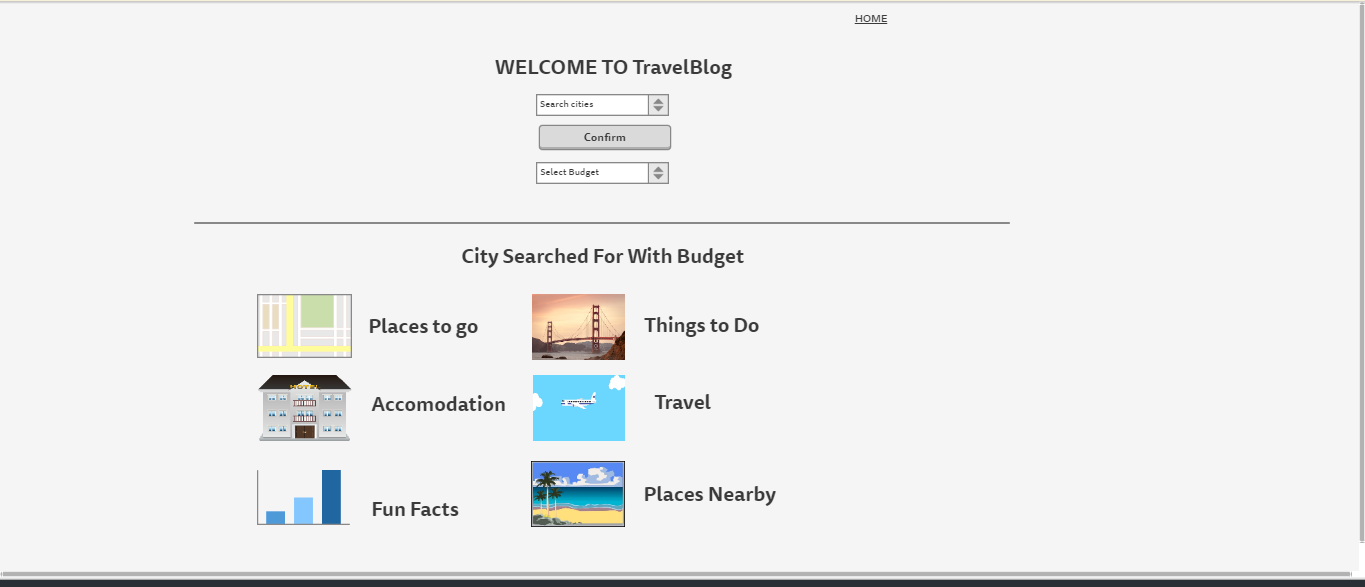 HOME
WELCOME TO TravelBlog
Search cities
Confirm
Select Budget
City Searched For With Budget
Places to go
Things to Do
HOTEL
Accomodation
Travel
Fun Facts
Places Nearby